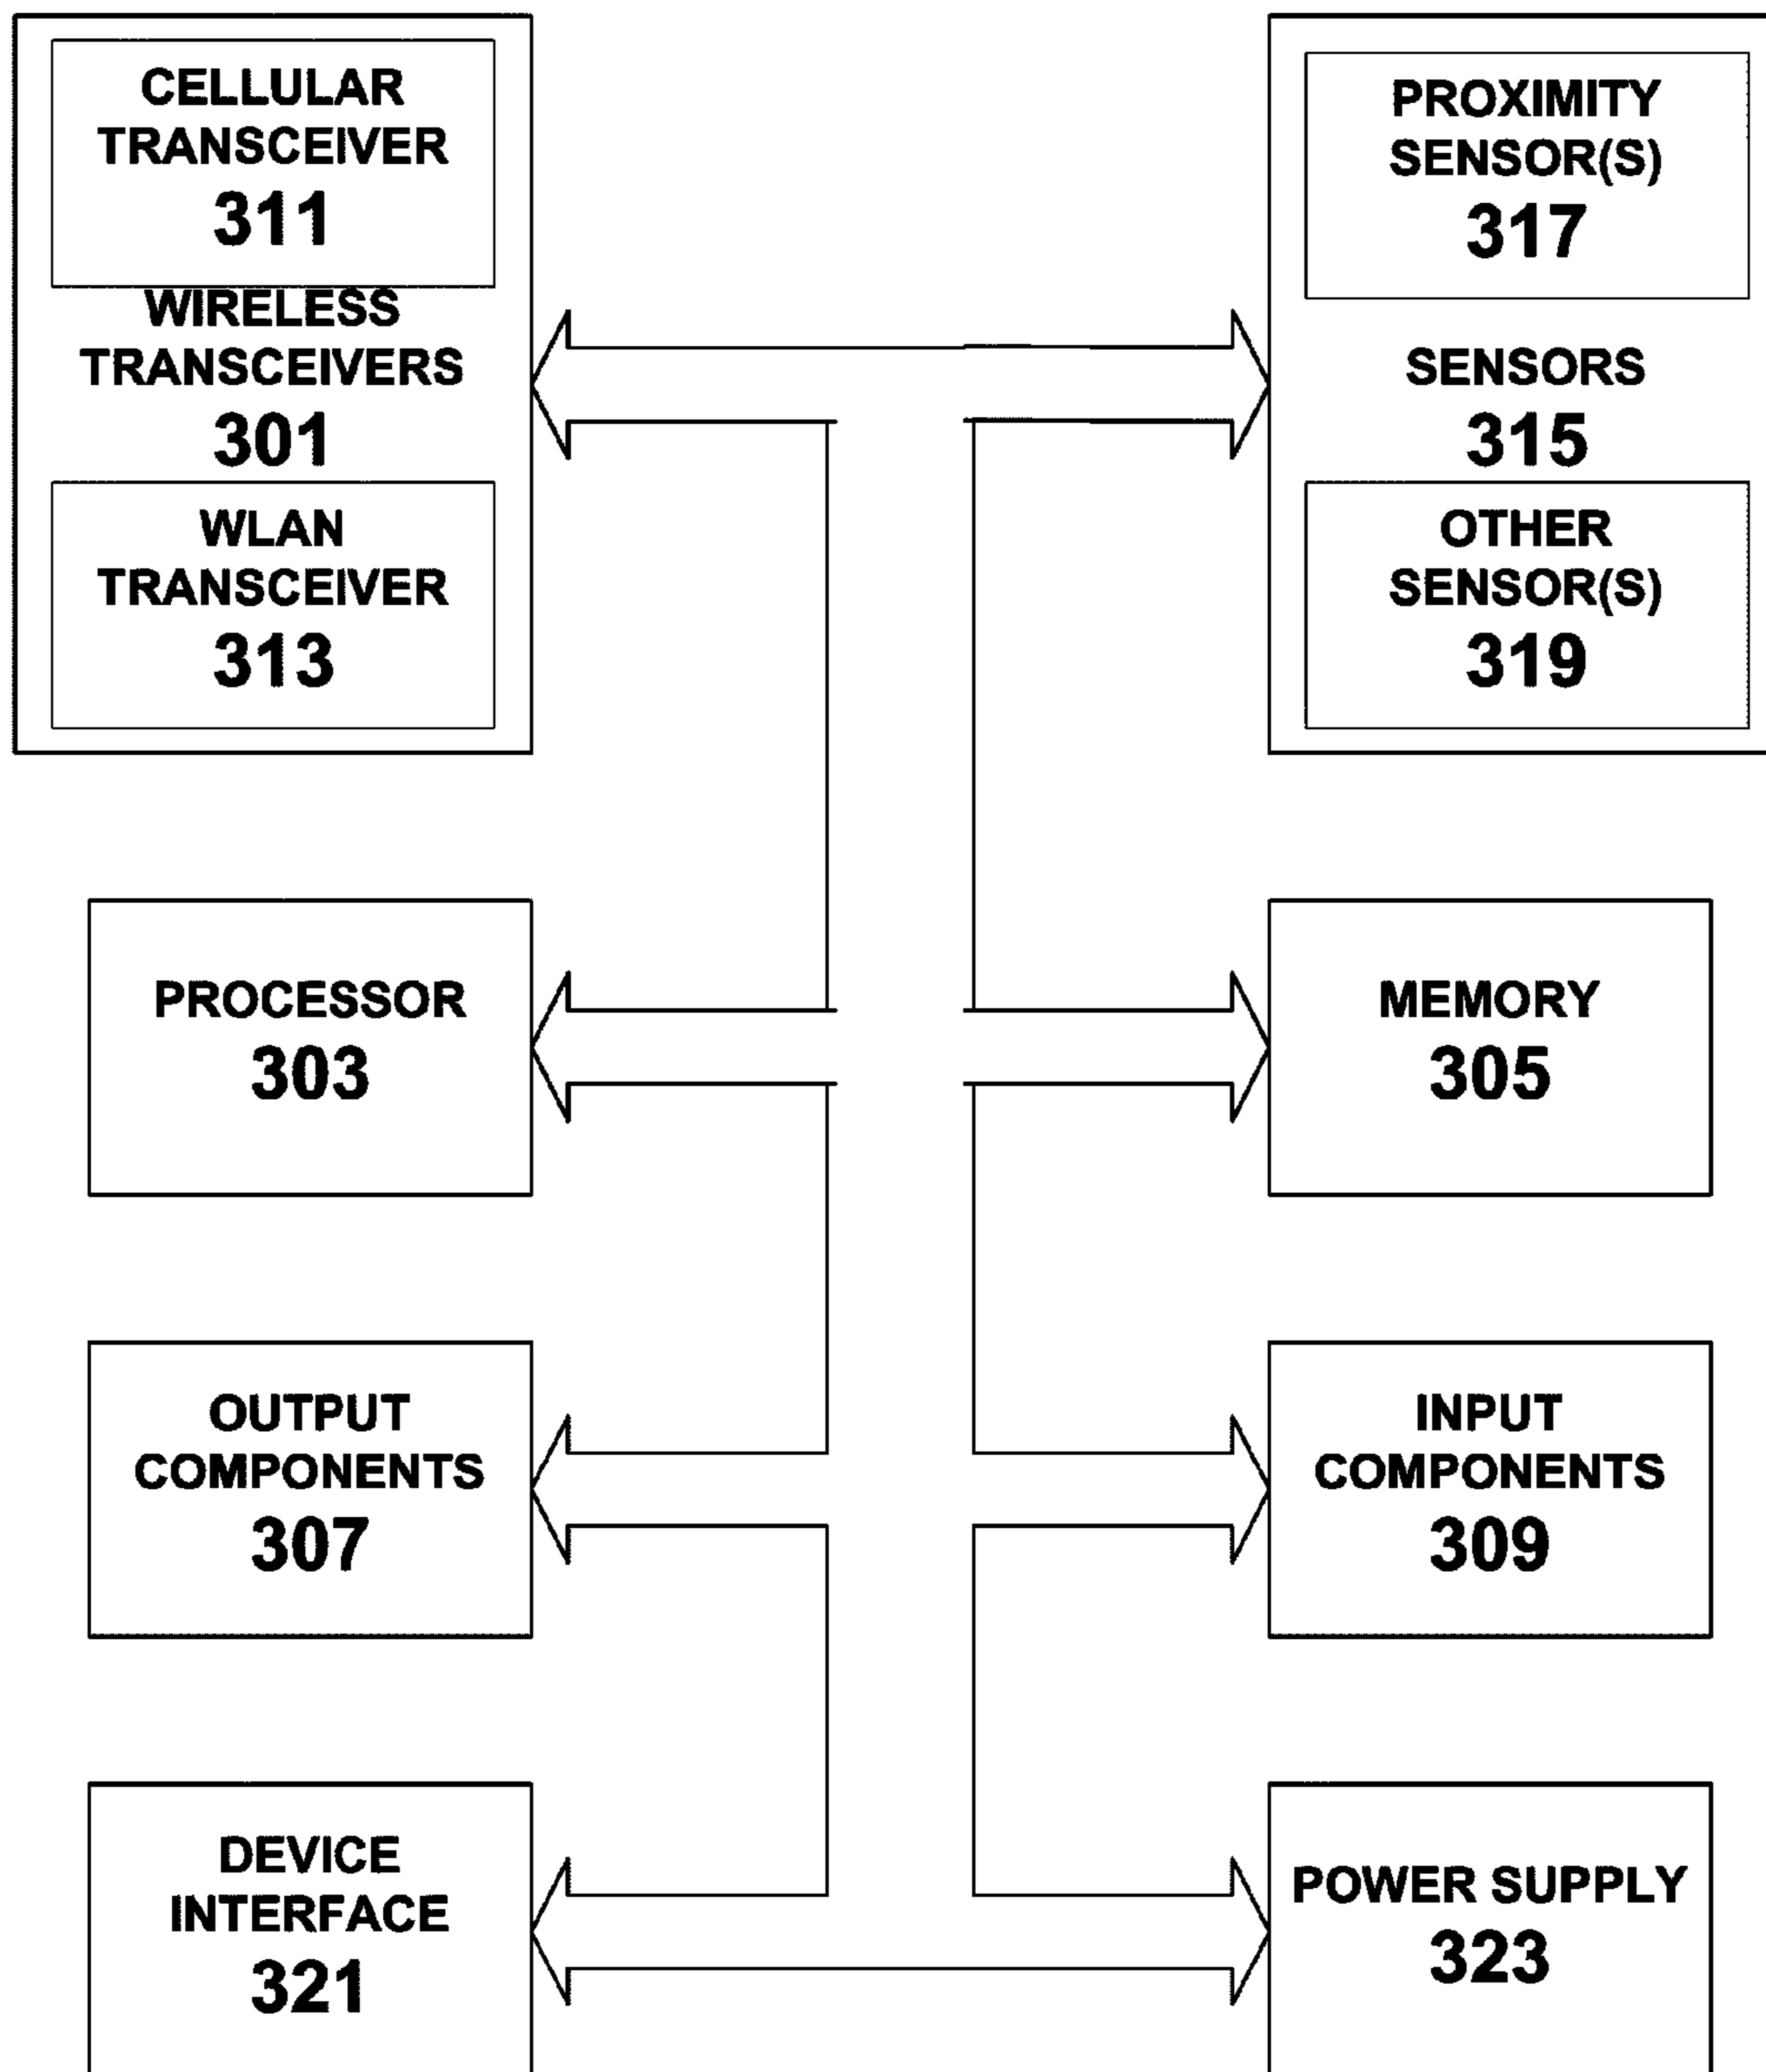 CELLULAR
TRANSCEIVER
311
WIRELESS
TRANSCEIVERS
301
WLAN
TRANSCEIVER
313
PROXIMITY
SENSOR(S)
317
SENSORS
315
OTHER
SENSOR(S)
319
PROCESSOR
303
MEMORY
305
OUTPUT
COMPONENTS
307
INPUT
COMPONENTS
309
DEVICE
INTERFACE
321
POWER SUPPLY
323